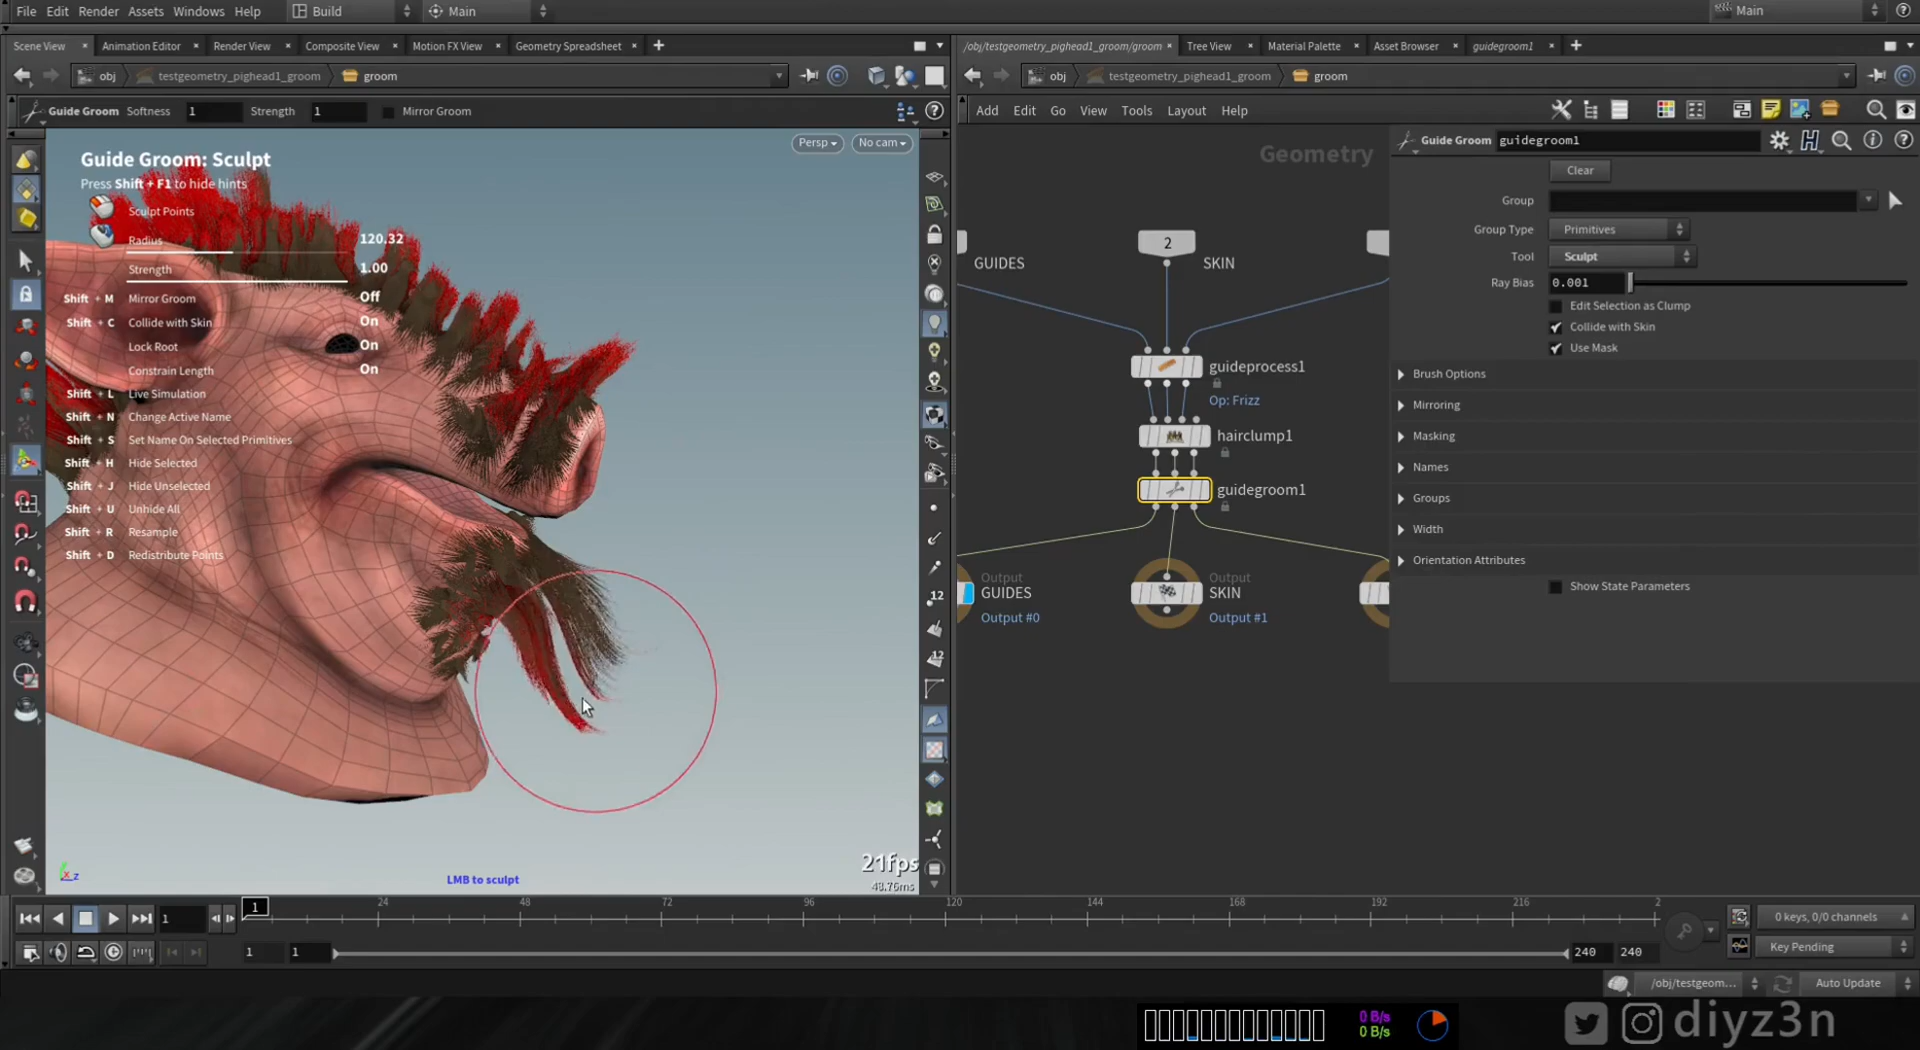 File Edit Render Assets Windows Help Build Main Main
Scene View Animation Editor Render View Composite View Motion FX View Geometry Spreadsheet
/obj/testgeometry_pighead1_groom/groom Tree View Material Palette Asset Browser guidegroom1
obj testgeometry_pighead1_groom groom
obj testgeometry_pighead1_groom groom
Guide Groom Softness 1 Strength 1 Mirror Groom
Add Edit Go View Tools Layout Help
Persp No cam
Guide Groom: Sculpt
Press Shift + F1 to hide hints
Sculpt Points
Radius 120.32
Strength 1.00
Shift + M Mirror Groom Off
Shift + C Collide with Skin On
Lock Root On
Constrain Length On
Shift + L Live Simulation
Shift + N Change Active Name
Shift + S Set Name On Selected Primitives
Shift + H Hide Selected
Shift + J Hide Unselected
Shift + U Unhide All
Shift + R Resample
Shift + D Redistribute Points
12
12
21fps
48.76ms
LMB to sculpt
z
Geometry
GUIDES
2
SKIN
guideprocess1
Op: Frizz
hairclump1
guidegroom1
Output
GUIDES
Output #0
Output
SKIN
Output #1
Guide Groom guidegroom1
Clear
Group
Group Type Primitives
Tool Sculpt
Ray Bias 0.001
Edit Selection as Clump
Collide with Skin
Use Mask
Brush Options
Mirroring
Masking
Names
Groups
Width
Orientation Attributes
Show State Parameters
1 1 24 48 72 96 120 144 168 192 216 2
0 keys, 0/0 channels
1 1 240 240
Key Pending
/obj/testgeom... Auto Update
0 B/s
0 B/s
diyz3n